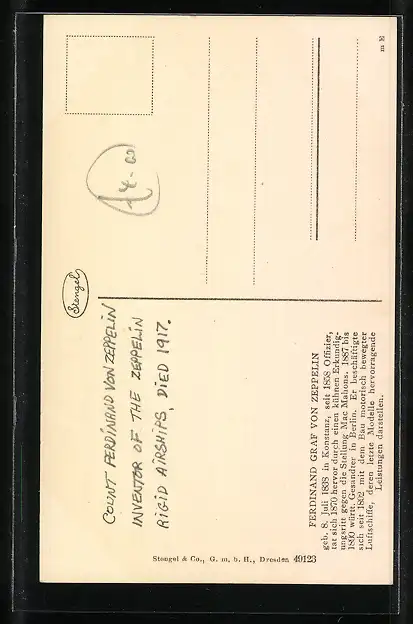 COUNT FERDINAND VON ZEPPELIN
INVENTOR OF THE ZEPPELIN
RIGID AIRSHIPS, DIED 1917.
FERDINAND GRAF VON ZEPPELIN
geb. 8. Juli 1838 in Konstanz, seit 1858 Offizier,
tat sich 1870 hervor durch einen kühnen Erkundig-
ungsritt gegen die Stellung Mac Mahons. 1887 bis
1890 württ. Gesandter in Berlin. Er beschäftigte
sich seit 1892 mit dem Bau motorisch bewegter
Luftschiffe, deren letzte Modelle hervorragende
Leistungen darstellen.
Stengel & Co., G. m. b. H., Dresden 49123
Stengel
m E